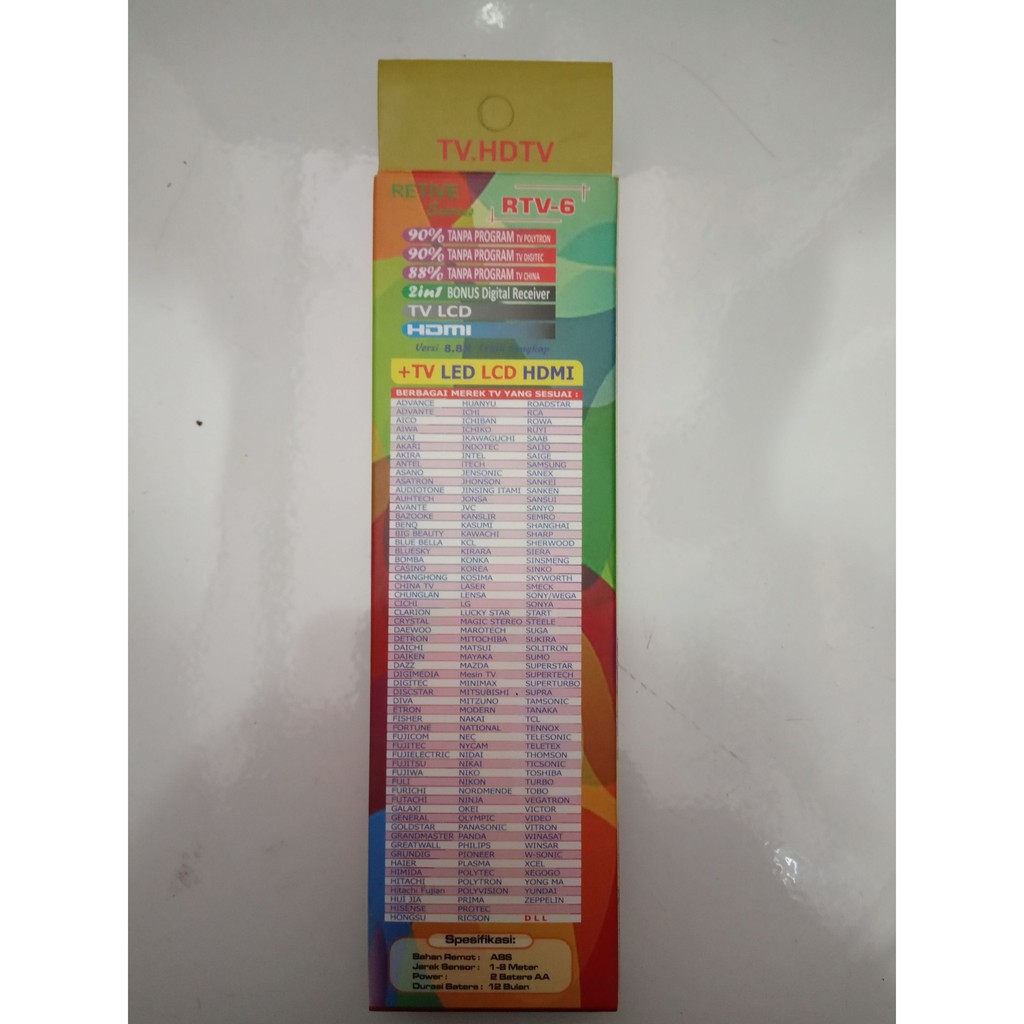 TV.HDTV
RETIVE
RTV-6
90% TANPA PROGRAM TV POLYTRON
90% TANPA PROGRAM TV DIGITEC
88% TANPA PROGRAM TV CHINA
2in1 BONUS Digital Receiver
TV LCD
HDMI
Versi 8.8
+TV LED LCD HDMI
BERBAGAI MEREK TV YANG SESUAI :
ADVANCE HUANYU ROADSTAR
ADVANTE ICHI RCA
AICO ICHIBAN ROWA
AIWA ICHIKO RUYI
AKAI IKAWAGUCHI SAAB
AKARI INDOTEC SAIJO
AKIRA INTEL SAIGE
ANTEL iTECH SAMSUNG
ASANO JENSONIC SANEX
ASATRON JHONSON SANKEI
AUDIOTONE JINSING ITAMI SANKEN
AUHTECH JONSA SANSUI
AVANTE JVC SANYO
BAZOOKE KANSLIR SEMRO
BENQ KASUMI SHANGHAI
BIG BEAUTY KAWACHI SHARP
BLUE BELLA KCL SHERWOOD
BLUESKY KIRARA SIERA
BOMBA KONKA SINSMENG
CASINO KOREA SINKO
CHANGHONG KOSIMA SKYWORTH
CHINA TV LASER SMECK
CHUNGLAN LENSA SONY/WEGA
CICHI LG SONYA
CLARION LUCKY STAR START
CRYSTAL MAGIC STEREO STEELE
DAEWOO MAROTECH SUGA
DETRON MITOCHIBA SUKIRA
DAICHI MATSUI SOLITRON
DAIKEN MAYAKA SUMO
DAZZ MAZDA SUPERSTAR
DIGIMEDIA Mesin TV SUPERTECH
DIGITEC MINIMAX SUPERTURBO
DISCSTAR MITSUBISHI SUPRA
DIVA MITZUNO TAMSONIC
ETRON MODERN TANAKA
FISHER NAKAI TCL
FORTUNE NATIONAL TENNOX
FUJICOM NEC TELESONIC
FUJITEC NYCAM TELETEX
FUJIELECTRIC NIDAI THOMSON
FUJITSU NIKAI TICSONIC
FUJIWA NIKO TOSHIBA
FULI NIKON TURBO
FURICHI NORDMENDE TOBO
FUTACHI NINJA VEGATRON
GALAXI OKEI VICTOR
GENERAL OLYMPIC VIDEO
GOLDSTAR PANASONIC VITRON
GRANDMASTER PANDA WINASAT
GREATWALL PHILIPS WINSAR
GRUNDIG PIONEER W-SONIC
HAIER PLASMA XCEL
HIMIDA POLYTEC XEGOGO
HITACHI POLYTRON YONG MA
Hitachi Fujian POLYVISION YUNDAI
HUI JIA PRIMA ZEPPELIN
HISENSE PROTEC
HONGSU RICSON D L L
Spesifikasi:
Bahan Remot : ABS
Jarak Sensor : 1-8 Meter
Power : 2 Batere AA
Durasi Batere : 12 Bulan